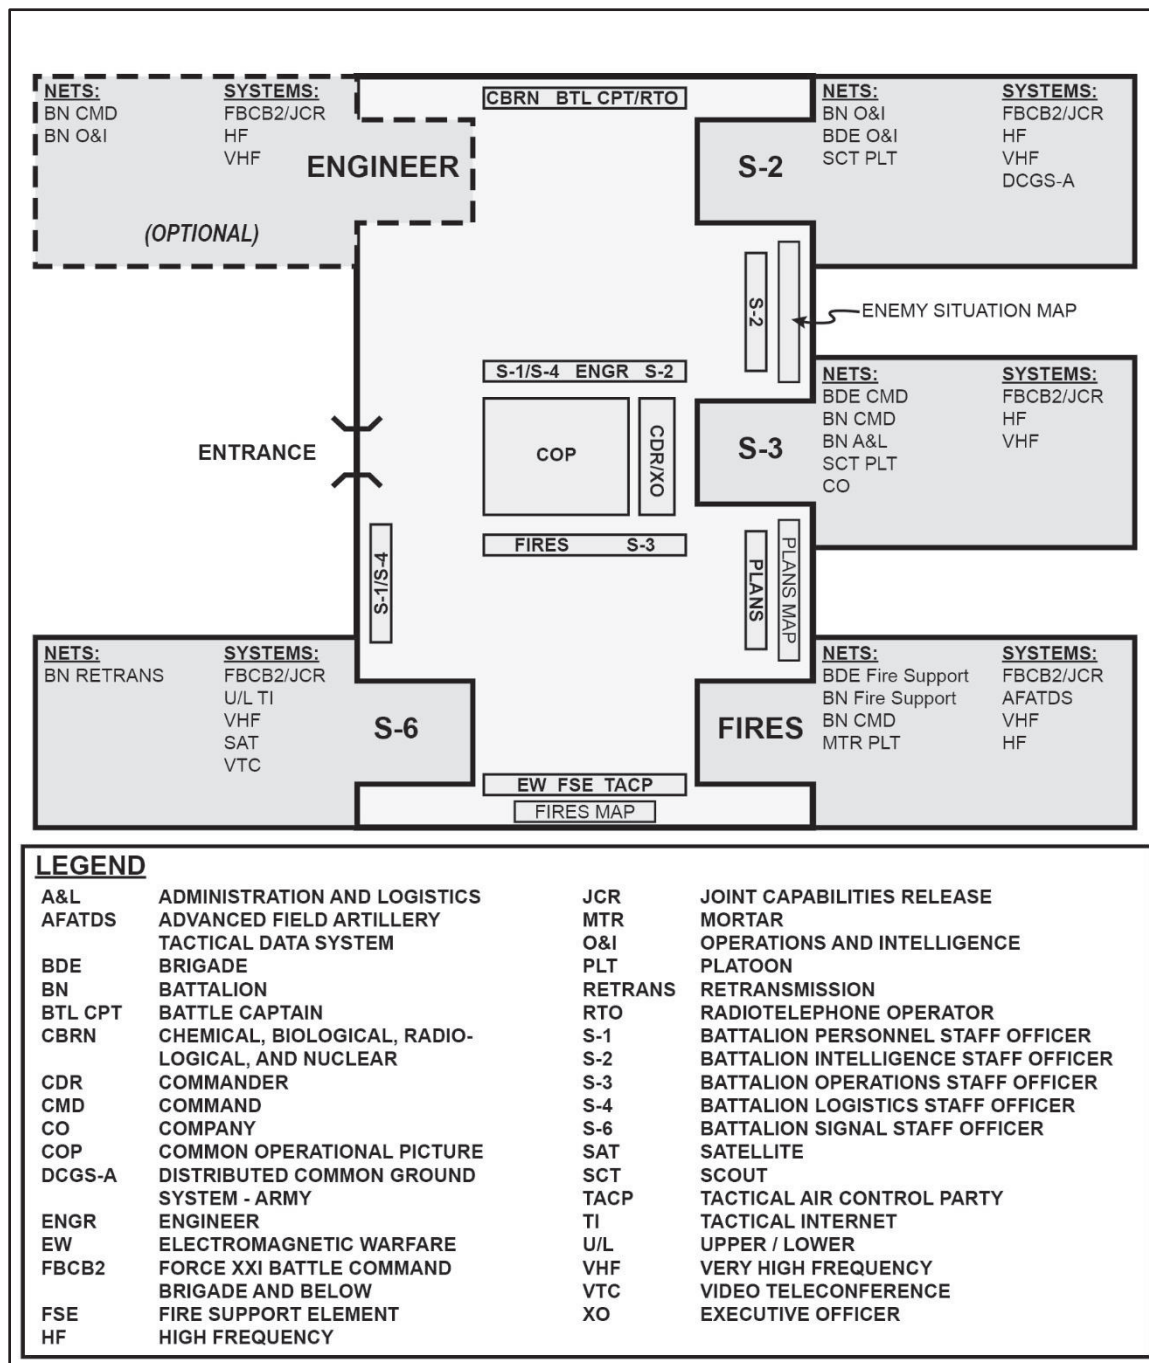 CBRN BTL CPT/RTO
NETS: SYSTEMS:
BN CMD FBCB2/JCR
BN O&I HF
VHF
ENGINEER
(OPTIONAL)
S-2
NETS: SYSTEMS:
BN O&I FBCB2/JCR
BDE O&I HF
SCT PLT VHF
DCGS-A
S-2
ENEMY SITUATION MAP
S-1/S-4 ENGR S-2
ENTRANCE
COP
CDR/XO
S-3
NETS: SYSTEMS:
BDE CMD FBCB2/JCR
BN CMD HF
BN A&L VHF
SCT PLT
CO
FIRES S-3
S-1/S-4
PLANS
PLANS MAP
NETS: SYSTEMS:
BN RETRANS FBCB2/JCR
U/L TI
VHF
SAT
VTC
S-6
FIRES
NETS: SYSTEMS:
BDE Fire Support FBCB2/JCR
BN Fire Support AFATDS
BN CMD VHF
MTR PLT HF
EW FSE TACP
FIRES MAP
LEGEND
A&L ADMINISTRATION AND LOGISTICS
AFATDS ADVANCED FIELD ARTILLERY
TACTICAL DATA SYSTEM
BDE BRIGADE
BN BATTALION
BTL CPT BATTLE CAPTAIN
CBRN CHEMICAL, BIOLOGICAL, RADIO-
LOGICAL, AND NUCLEAR
CDR COMMANDER
CMD COMMAND
CO COMPANY
COP COMMON OPERATIONAL PICTURE
DCGS-A DISTRIBUTED COMMON GROUND
SYSTEM - ARMY
ENGR ENGINEER
EW ELECTROMAGNETIC WARFARE
FBCB2 FORCE XXI BATTLE COMMAND
BRIGADE AND BELOW
FSE FIRE SUPPORT ELEMENT
HF HIGH FREQUENCY
JCR JOINT CAPABILITIES RELEASE
MTR MORTAR
O&I OPERATIONS AND INTELLIGENCE
PLT PLATOON
RETRANS RETRANSMISSION
RTO RADIOTELEPHONE OPERATOR
S-1 BATTALION PERSONNEL STAFF OFFICER
S-2 BATTALION INTELLIGENCE STAFF OFFICER
S-3 BATTALION OPERATIONS STAFF OFFICER
S-4 BATTALION LOGISTICS STAFF OFFICER
S-6 BATTALION SIGNAL STAFF OFFICER
SAT SATELLITE
SCT SCOUT
TACP TACTICAL AIR CONTROL PARTY
TI TACTICAL INTERNET
U/L UPPER / LOWER
VHF VERY HIGH FREQUENCY
VTC VIDEO TELECONFERENCE
XO EXECUTIVE OFFICER